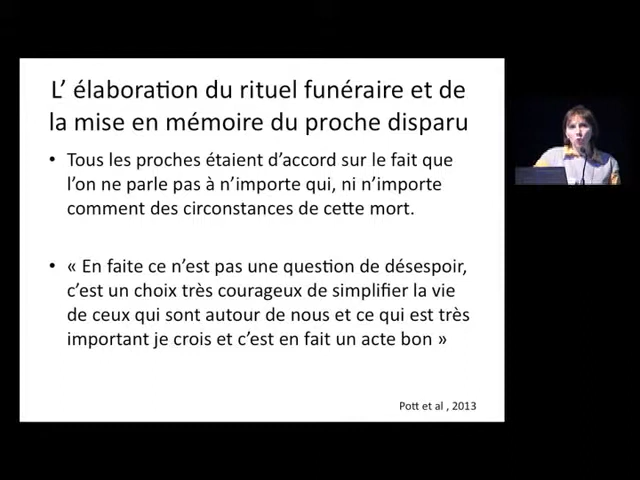 L’ élaboration du rituel funéraire et de
la mise en mémoire du proche disparu
• Tous les proches étaient d’accord sur le fait que
l’on ne parle pas à n’importe qui, ni n’importe
comment des circonstances de cette mort.
• « En faite ce n’est pas une question de désespoir,
c’est un choix très courageux de simplifier la vie
de ceux qui sont autour de nous et ce qui est très
important je crois et c’est en fait un acte bon »
Pott et al , 2013